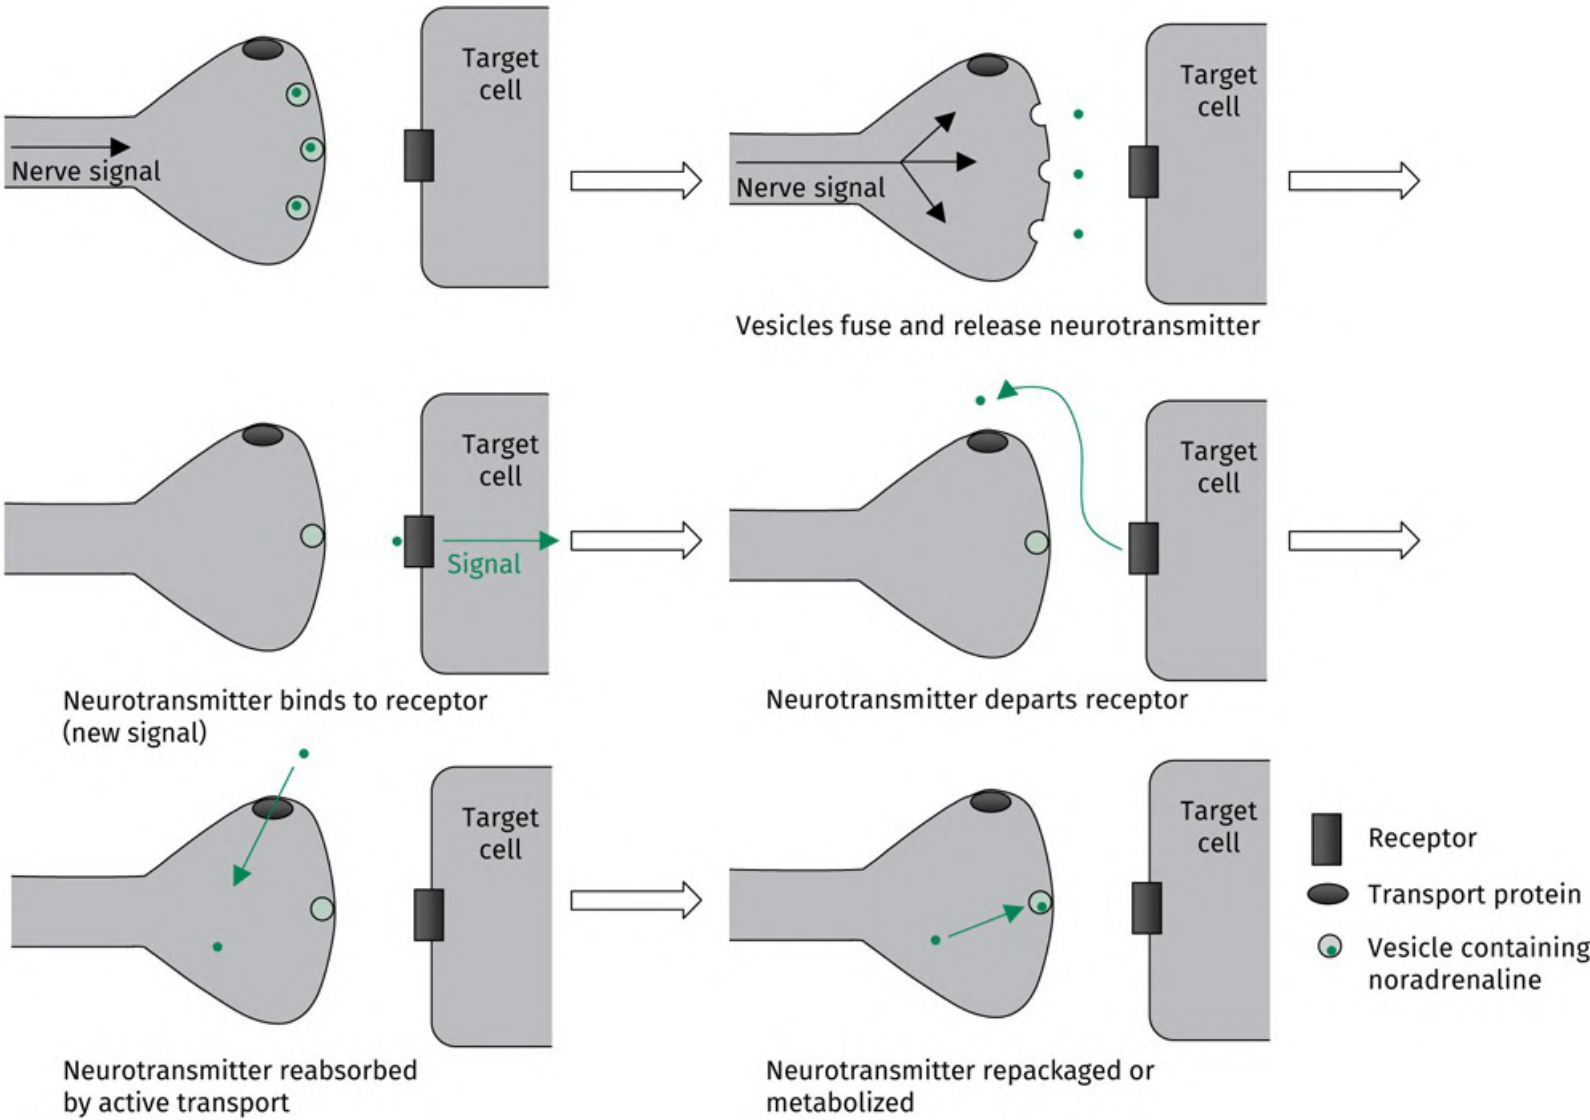 Target
cell
Nerve signal
Target
cell
Nerve signal
Vesicles fuse and release neurotransmitter
Target
cell
Signal
Neurotransmitter binds to receptor
(new signal)
Target
cell
Neurotransmitter departs receptor
Target
cell
Neurotransmitter reabsorbed
by active transport
Target
cell
Neurotransmitter repackaged or
metabolized
Receptor
Transport protein
Vesicle containing
noradrenaline